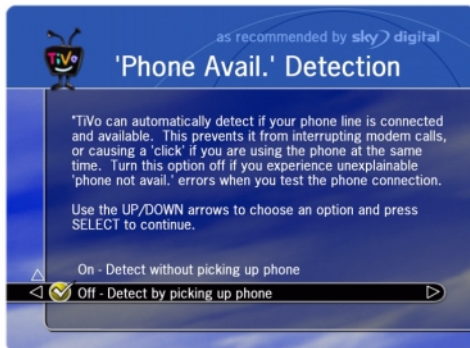 as recommended by sky digital
TiVo
'Phone Avail.' Detection
"TiVo can automatically detect if your phone line is connected
and available. This prevents it from interrupting modem calls,
or causing a 'click' if you are using the phone at the same
time. Turn this option off if you experience unexplainable
'phone not avail.' errors when you test the phone connection.
Use the UP/DOWN arrows to choose an option and press
SELECT to continue.
On - Detect without picking up phone
Off - Detect by picking up phone